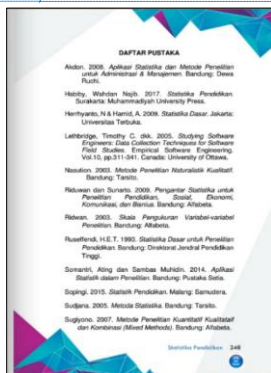 DAFTAR PUSTAKA
Akdon. 2008. Aplikasi Statistika dan Metode Penelitian
untuk Administrasi & Manajemen. Bandung: Dewa
Ruchi.
Habiby, Wahdan Najib. 2017. Statistika Pendidikan.
Surakarta: Muhammadiyah University Press.
Herrhyanto, N & Hamid, A. 2009. Statistika Dasar. Jakarta:
Universitas Terbuka.
Lethbridge, Timothy C. dkk. 2005. Studying Software
Engineers: Data Collection Techniques for Software
Field Studies. Empirical Software Engineering,
Vol.10, pp.311-341. Canada: University of Ottawa.
Nasution. 2003. Metode Penelitian Naturalistik Kualitatif.
Bandung: Tarsito.
Riduwan dan Sunarto. 2009. Pengantar Statistika untuk
Penelitian Pendidikan, Sosial, Ekonomi,
Komunikasi, dan Bisnis. Bandung: Alfabeta.
Ridwan. 2003. Skala Pengukuran Variabel-variabel
Penelitian. Bandung: Alfabeta.
Russeffendi, H.E.T. 1993. Statistika Dasar untuk Penelitian
Pendidikan. Bandung: Direktorat Jendral Pendidikan
Tinggi.
Somantri, Ating dan Sambas Muhidin. 2014. Aplikasi
Statistik dalam Penelitian. Bandung: Pustaka Setia.
Sopingi. 2015. Statistik Pendidikan. Malang: Samudera.
Sudjana. 2005. Metoda Statistika. Bandung: Tarsito.
Sugiyono. 2007. Metode Penelitian Kuantitatif Kualitataif
dan Kombinasi (Mixed Methods). Bandung: Alfabeta.
Statistika Pendidikan 248